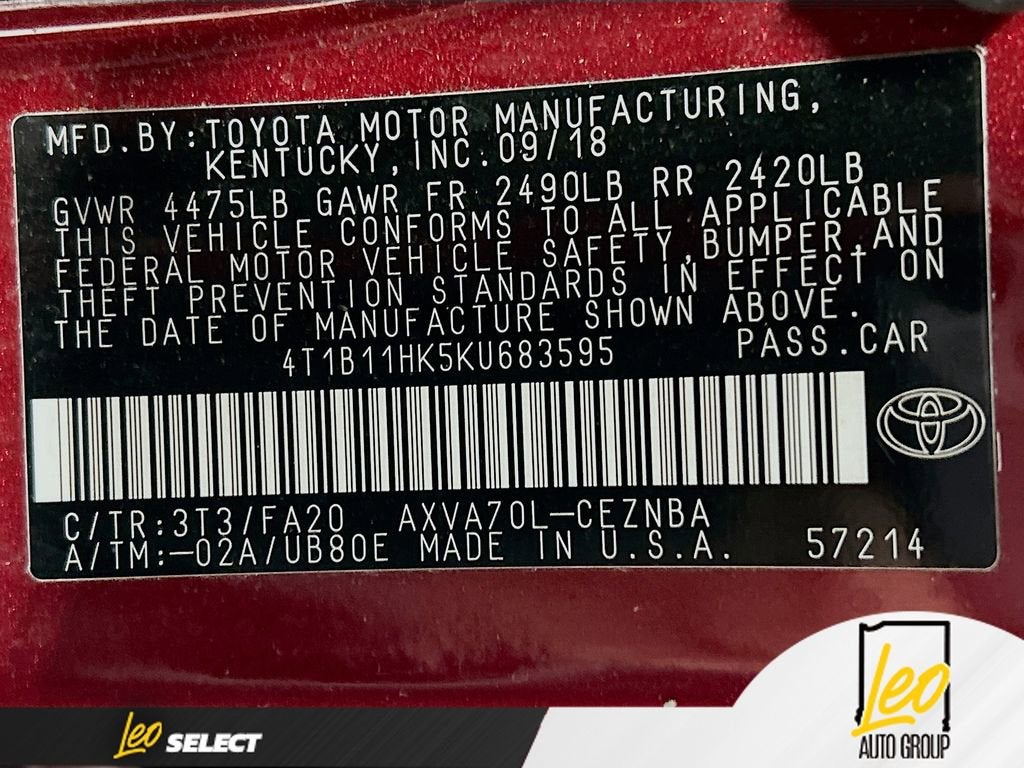 MFD.BY:TOYOTA MOTOR MANUFACTURING,
KENTUCKY,INC.09/18
GVWR 4475LB GAWR FR 2490LB RR 2420LB
THIS VEHICLE CONFORMS TO ALL APPLICABLE
FEDERAL MOTOR VEHICLE SAFETY,BUMPER,AND
THEFT PREVENTION STANDARDS IN EFFECT ON
THE DATE OF MANUFACTURE SHOWN ABOVE.
4T1B11HK5KU683595 PASS.CAR
C/TR:3T3/FA20 AXVA70L-CEZNBA
A/TM:-02A/UB80E MADE IN U.S.A. 57214
Leo SELECT
Leo
AUTO GROUP